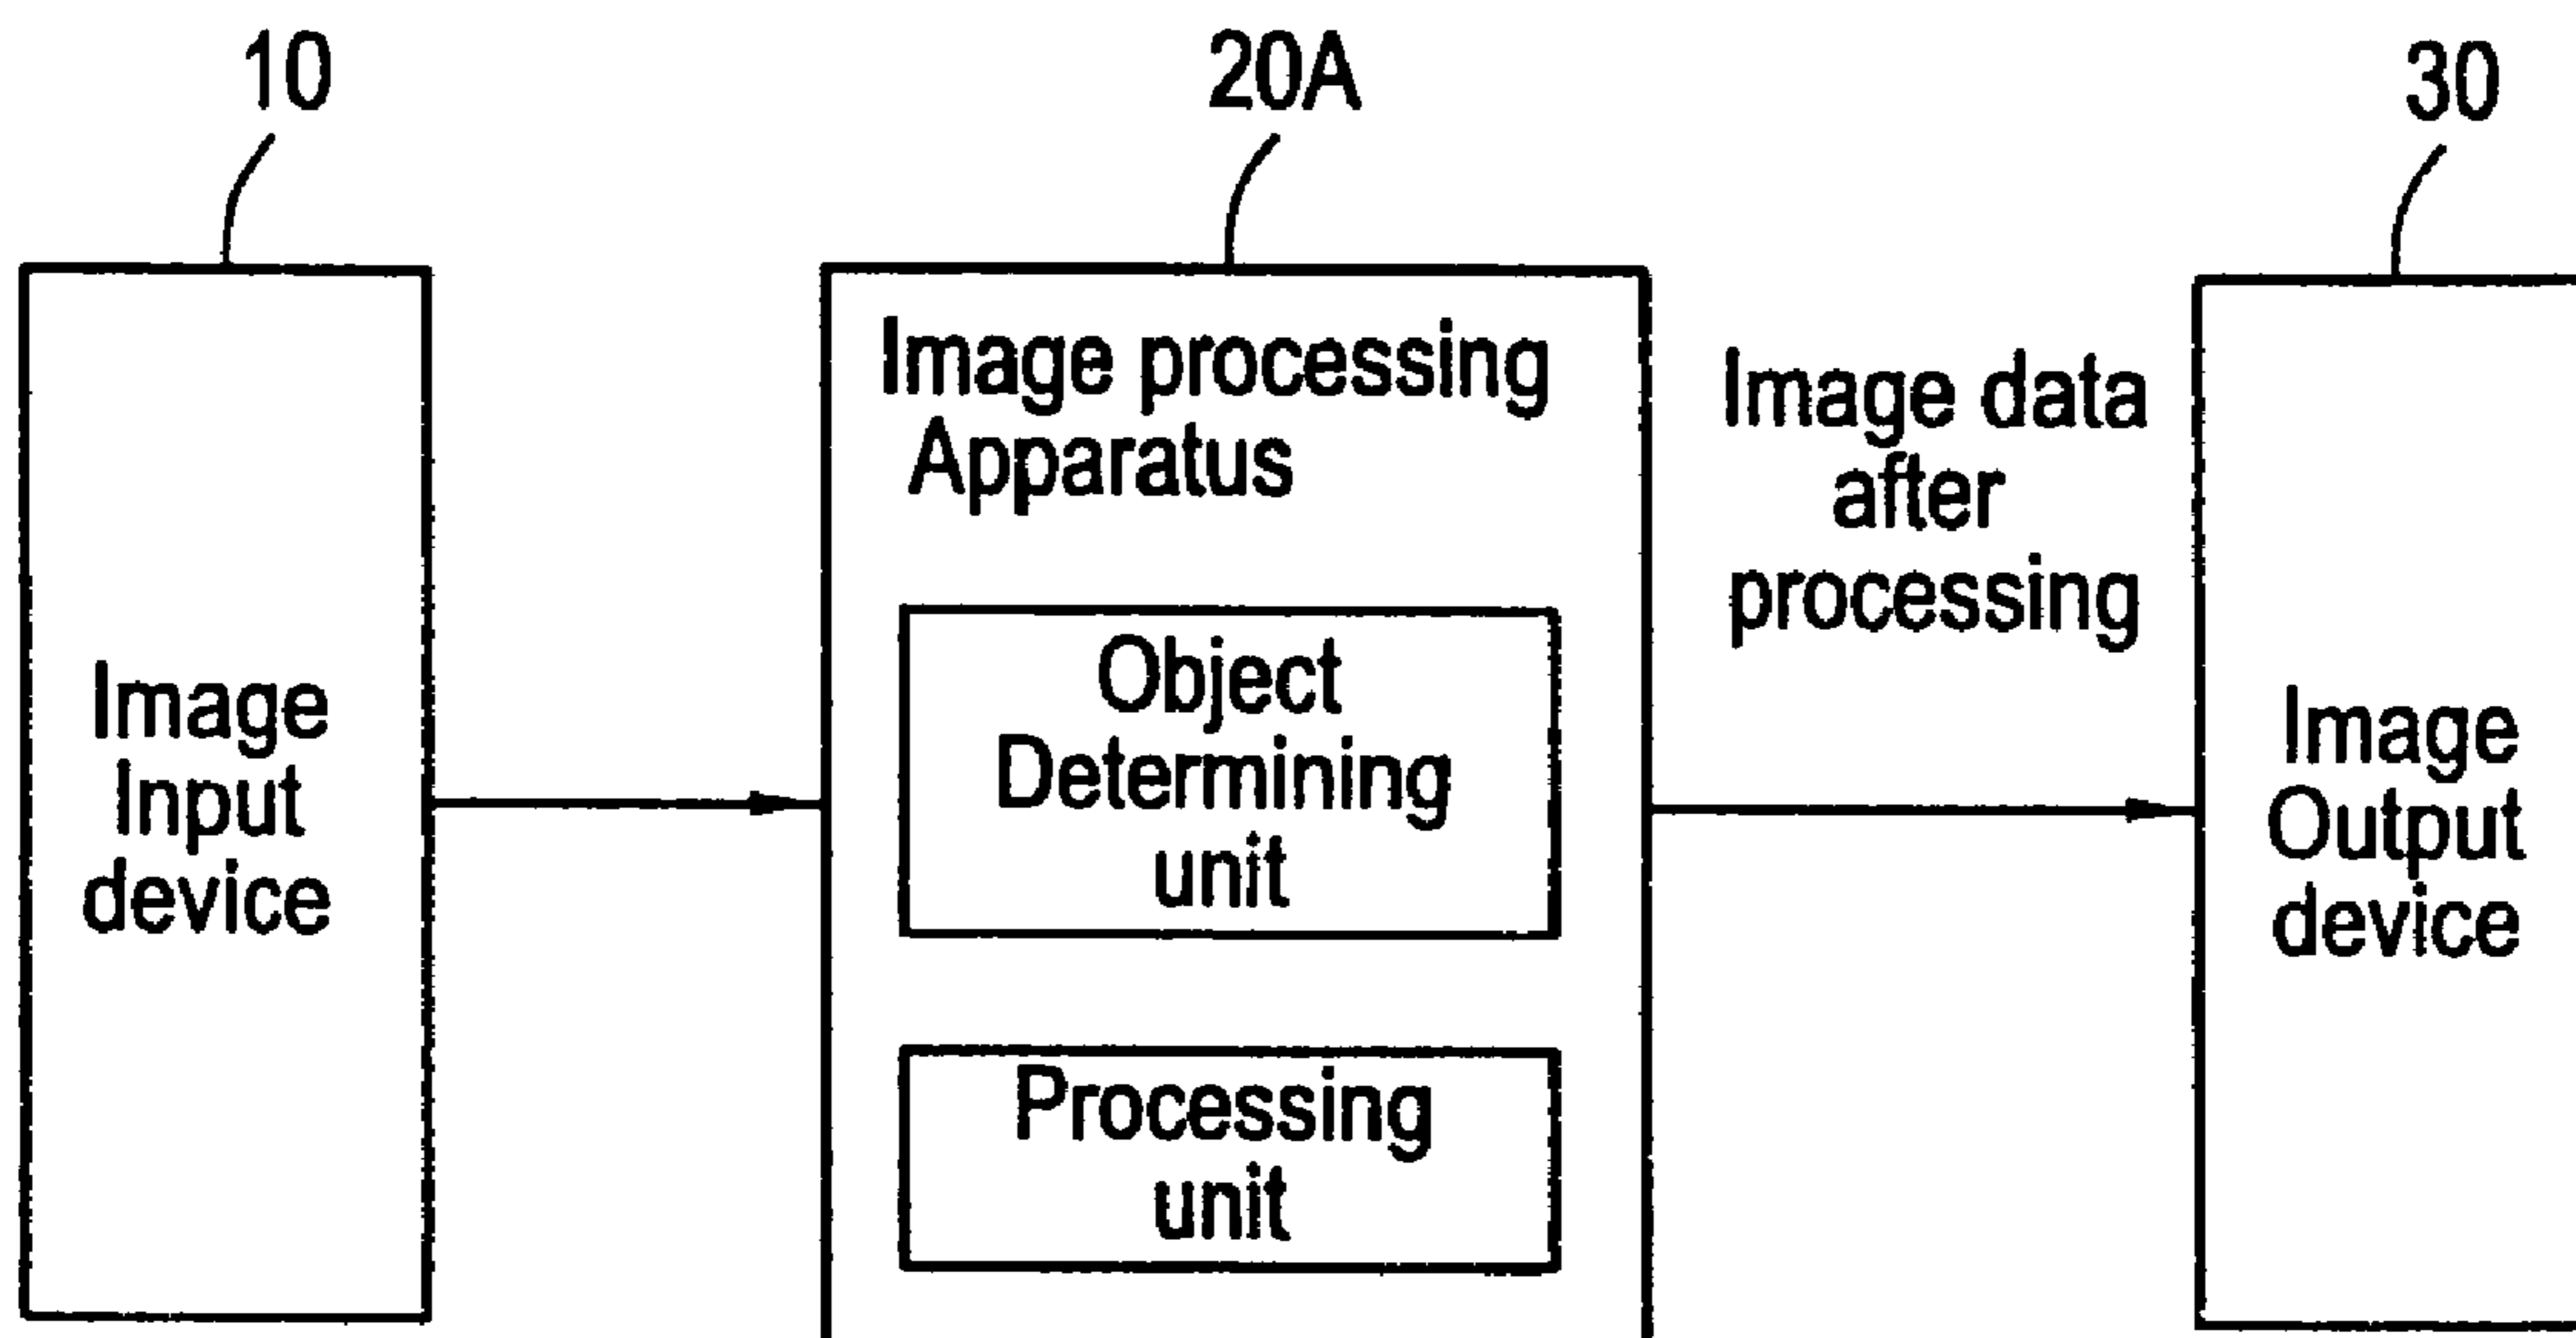 10
20A
30
Image
Input
device
Image processing
Apparatus
Object
Determining
unit
Processing
unit
Image data
after
processing
Image
Output
device